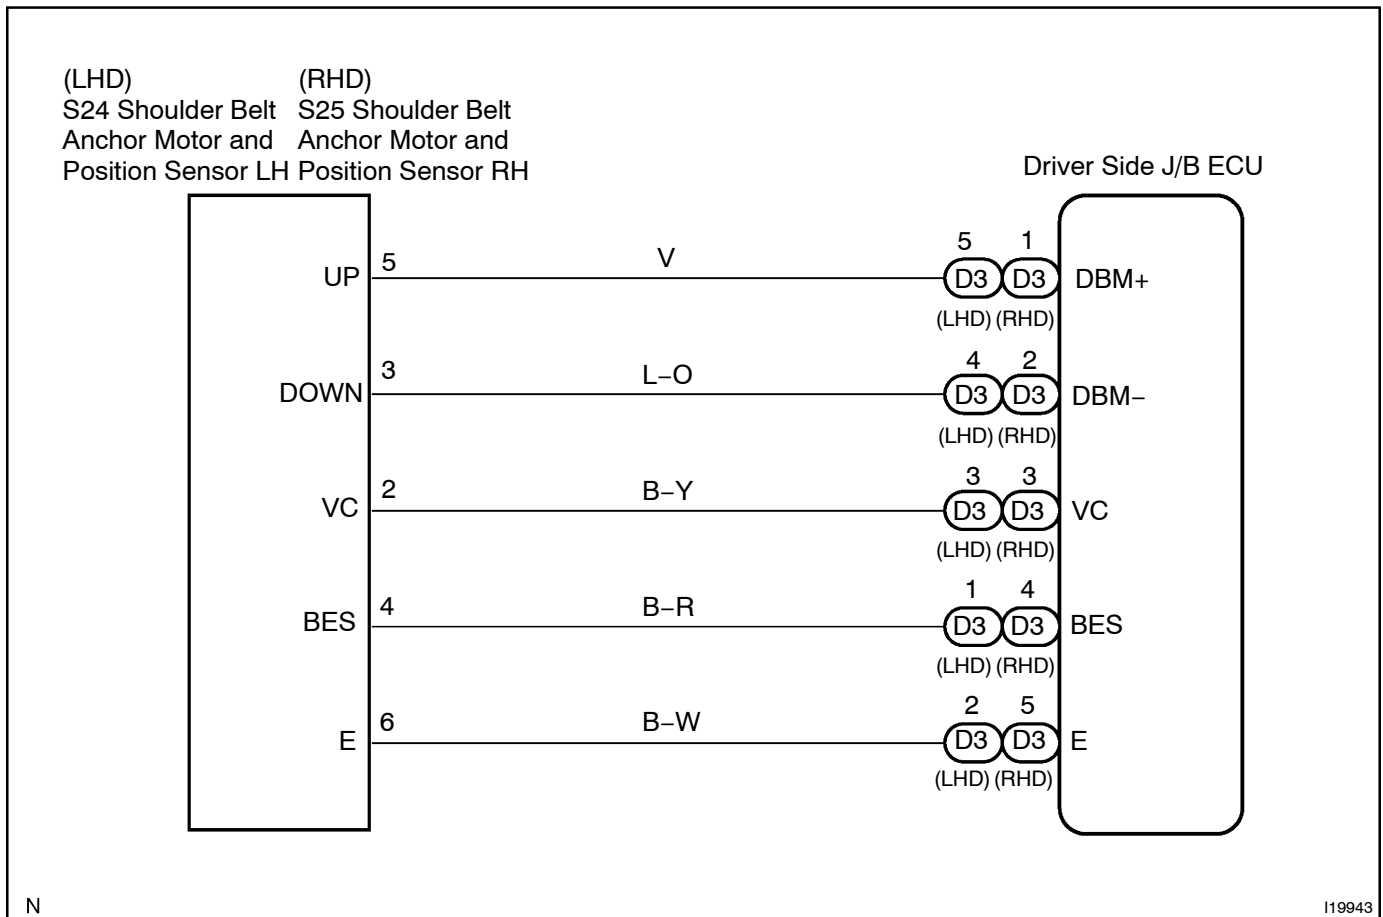 (LHD) (RHD)
S24 Shoulder Belt S25 Shoulder Belt
Anchor Motor and Anchor Motor and
Position Sensor LH Position Sensor RH
Driver Side J/B ECU
5 1
UP 5 V D3 D3 DBM+
(LHD) (RHD)
4 2
DOWN 3 L−O D3 D3 DBM−
(LHD) (RHD)
3 3
VC 2 B−Y D3 D3 VC
(LHD) (RHD)
1 4
BES 4 B−R D3 D3 BES
(LHD) (RHD)
2 5
E 6 B−W D3 D3 E
(LHD) (RHD)
N I19943